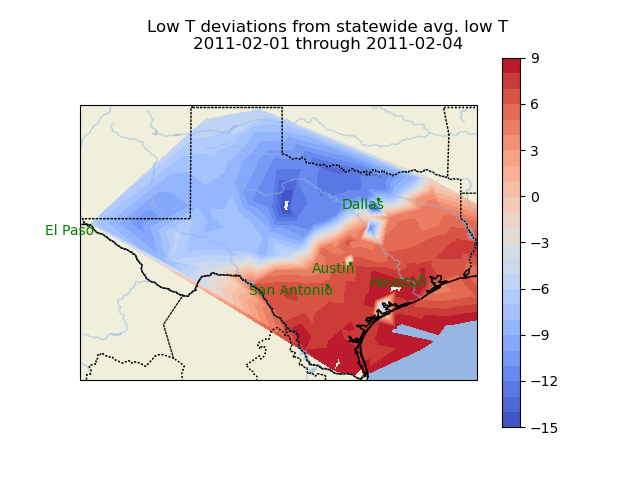 Low T deviations from statewide avg. low T
2011-02-01 through 2011-02-04
9
6
3
0
−3
−6
−9
−12
−15
Dallas
El Paso
Austin
Houston
San Antonio